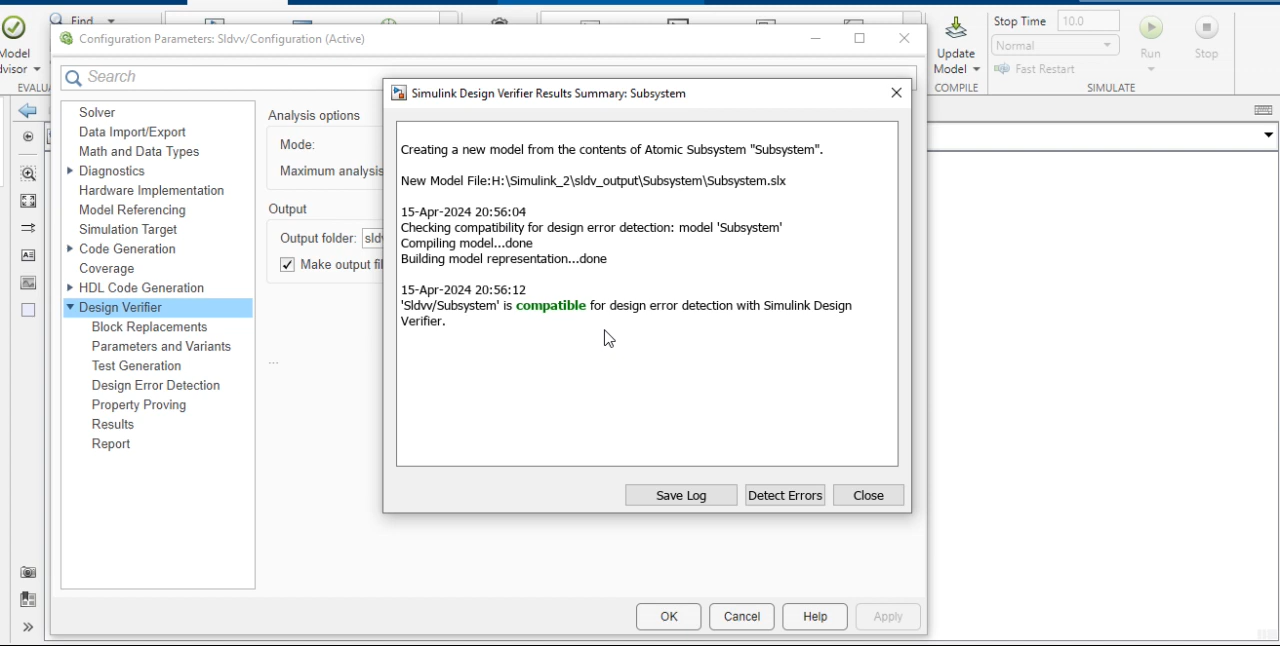 Find
Model
visor
EVALU
Update
Model
COMPILE
Stop Time 10.0
Normal
Fast Restart
Run
Stop
SIMULATE
Configuration Parameters: Sldvv/Configuration (Active)
Search
Solver
Data Import/Export
Math and Data Types
Diagnostics
Hardware Implementation
Model Referencing
Simulation Target
Code Generation
Coverage
HDL Code Generation
Design Verifier
Block Replacements
Parameters and Variants
Test Generation
Design Error Detection
Property Proving
Results
Report
Analysis options
Mode:
Maximum analysis
Output
Output folder: sldv
Make output fil
...
Simulink Design Verifier Results Summary: Subsystem
Creating a new model from the contents of Atomic Subsystem "Subsystem".
New Model File:H:\Simulink_2\sldv_output\Subsystem\Subsystem.slx
15-Apr-2024 20:56:04
Checking compatibility for design error detection: model 'Subsystem'
Compiling model...done
Building model representation...done
15-Apr-2024 20:56:12
'Sldvv/Subsystem' is compatible for design error detection with Simulink Design
Verifier.
Save Log
Detect Errors
Close
OK
Cancel
Help
Apply